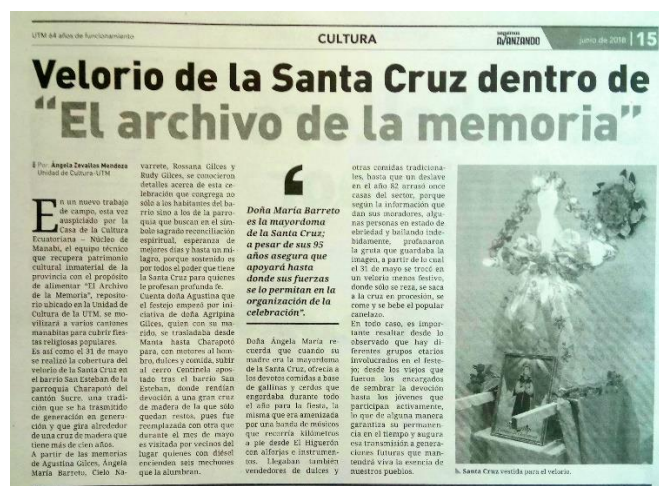 UTM 64 años de funcionamiento
CULTURA
seguimos
AVANZANDO
junio de 2016 | 15
Velorio de la Santa Cruz dentro de
“El archivo de la memoria”
Por Ángela Zevallos Mendoza
Unidad de Cultura-UTM
En un nuevo trabajo
de campo, esta vez
auspiciado por la
Casa de la Cultura
Ecuatoriana – Núcleo de
Manabí, el equipo técnico
que recupera patrimonio
cultural inmaterial de la
provincia con el propósito
de alimentar “El Archivo
de la Memoria”, reposito-
rio ubicado en la Unidad de
Cultura de la UTM, se mo-
vilizará a varios cantones
manabitas para cubrir fies-
tas religiosas populares.
Es así como el 31 de mayo
se realizó la cobertura del
velorio de la Santa Cruz en
el barrio San Esteban de la
parroquia Charapotó del
cantón Sucre, una tradi-
ción que se ha trasmitido
de generación en genera-
ción y que gira alrededor
de una cruz de madera que
tiene más de cien años.
A partir de las memorias
de Agustina Gilces, Ángela
María Barreto, Cielo Na-
varrete, Rossana Gilces y
Rudy Gilces, se conocieron
detalles acerca de esta ce-
lebración que congrega no
sólo a los habitantes del ba-
rrio sino a los de la parro-
quia que buscan en el sím-
bolo sagrado reconciliación
espiritual, esperanza de
mejores días y hasta un mi-
lagro, porque sostenido es
por todos el poder que tiene
la Santa Cruz para quienes
le profesan profunda fe.
Cuenta doña Agustina que
el festejo empezó por ini-
ciativa de doña Agripina
Gilces, quien con su ma-
rido, se trasladaba desde
Manta hasta Charapotó
para, con motores al hom-
bro, dulces y comida, subir
al cerro Centinela apos-
tado tras el barrio San
Esteban, donde rendían
devoción a una gran cruz
de madera de la que sólo
quedan restos, pues fue
reemplazada con otra que
durante el mes de mayo
es visitada por vecinos del
lugar quienes con diésel
encienden seis mechones
que la alumbran.
‘
Doña María Barreto
es la mayordoma
de la Santa Cruz;
a pesar de sus 95
años asegura que
apoyará hasta
donde sus fuerzas
se lo permitan en la
organización de la
celebración”.
Doña Ángela María re-
cuerda que cuando su
madre era la mayordoma
de la Santa Cruz, ofrecía a
los devotos comidas a base
de gallinas y cerdos que
engordaba durante todo
el año para la fiesta, la
misma que era amenizada
por una banda de músicos
que recorría kilómetros
a pie desde El Higuerón
con alforjas e instrumen-
tos. Llegaban también
vendedores de dulces y
otras comidas tradiciona-
les, hasta que un deslave
en el año 82 arrasó once
casas del sector, porque
según la información que
dan sus moradores, algu-
nas personas en estado de
ebriedad y bailando inde-
bidamente, profanaron
la gruta que guardaba la
imagen, a partir de lo cual
el 31 de mayo se trocó en
un velorio menos festivo,
donde sólo se reza, se saca
a la cruz en procesión, se
come y se bebe el popular
canelazo.
En todo caso, es impor-
tante resaltar desde lo
observado que hay di-
ferentes grupos etarios
involucrados en el feste-
jo; desde los viejos que
fueron los encargados
de sembrar la devoción
hasta los jóvenes que
participan activamente,
lo que de alguna manera
garantiza su permanen-
cia en el tiempo y augura
esa transmisión a genera-
ciones futuras que man-
tendrá viva la esencia de
nuestros pueblos.
b. Santa Cruz vestida para el velorio.